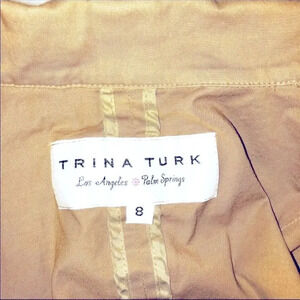 TRINA TURK
Los Angeles Palm Springs
8